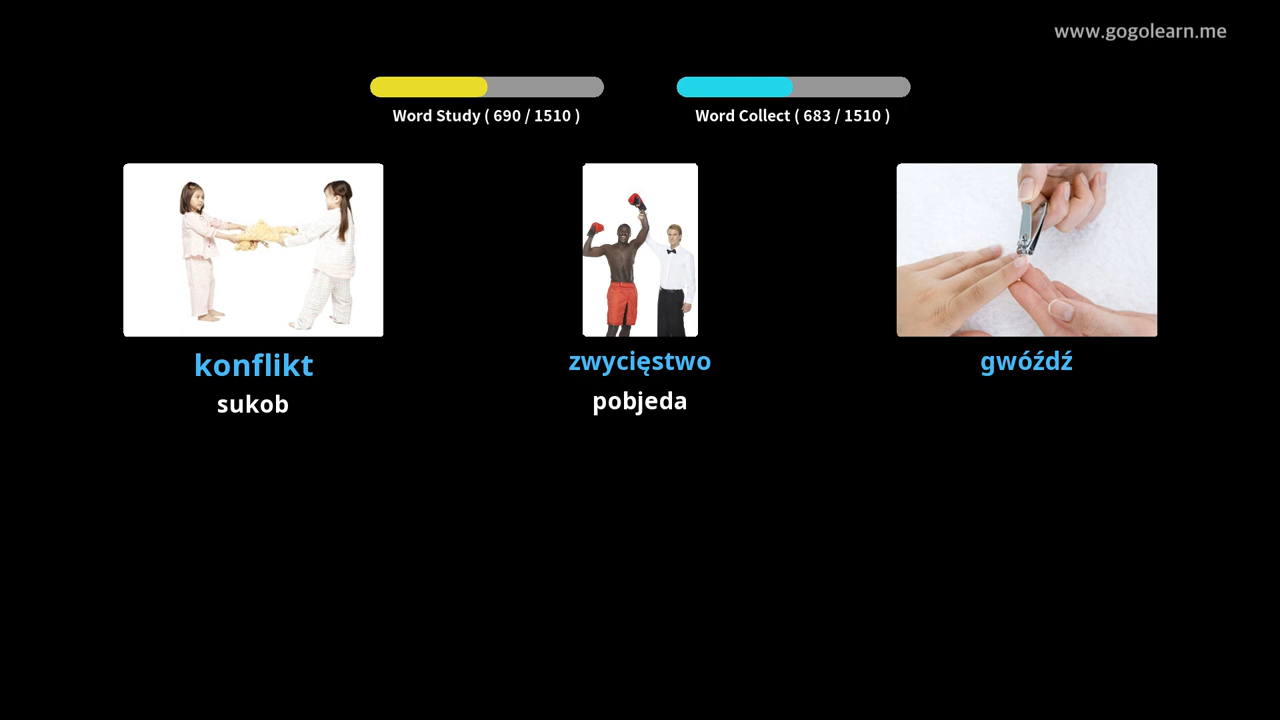 www.gogolearn.me
Word Study ( 690 / 1510 )
Word Collect ( 683 / 1510 )
konflikt
zwycięstwo
gwóźdź
sukob
pobjeda